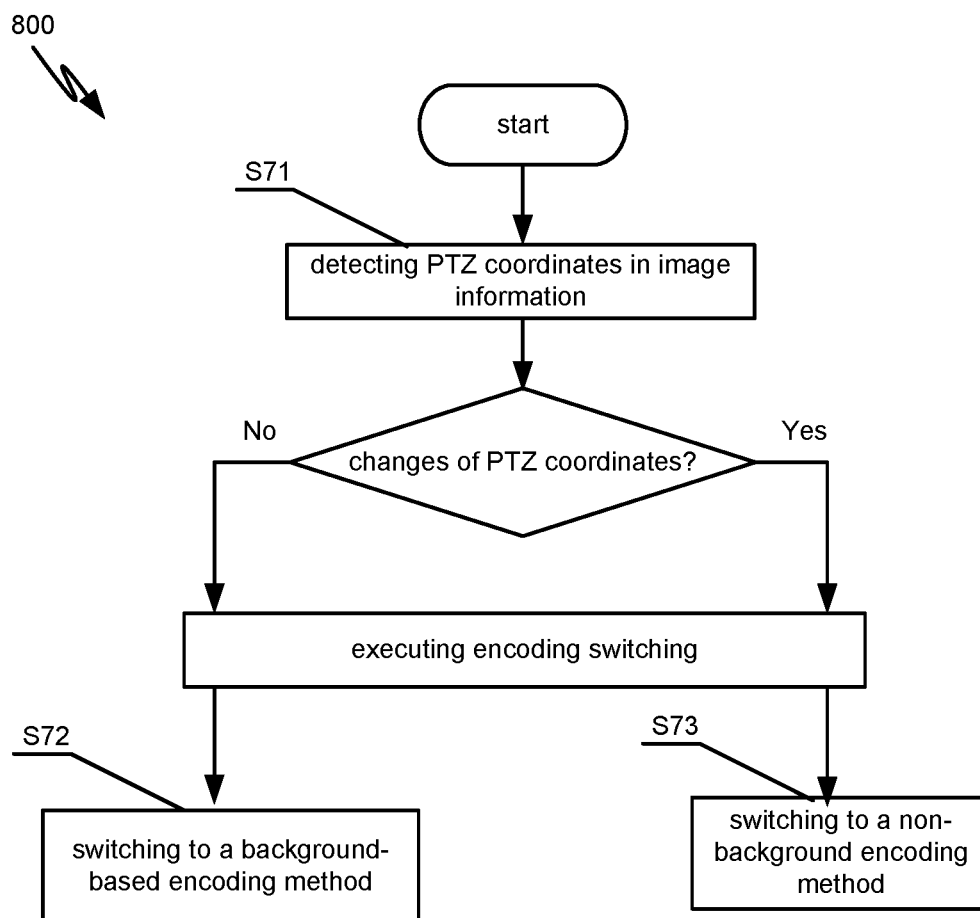 800
start
S71
detecting PTZ coordinates in image
information
No
Yes
changes of PTZ coordinates?
executing encoding switching
S72
S73
switching to a background-
based encoding method
switching to a non-
background encoding
method